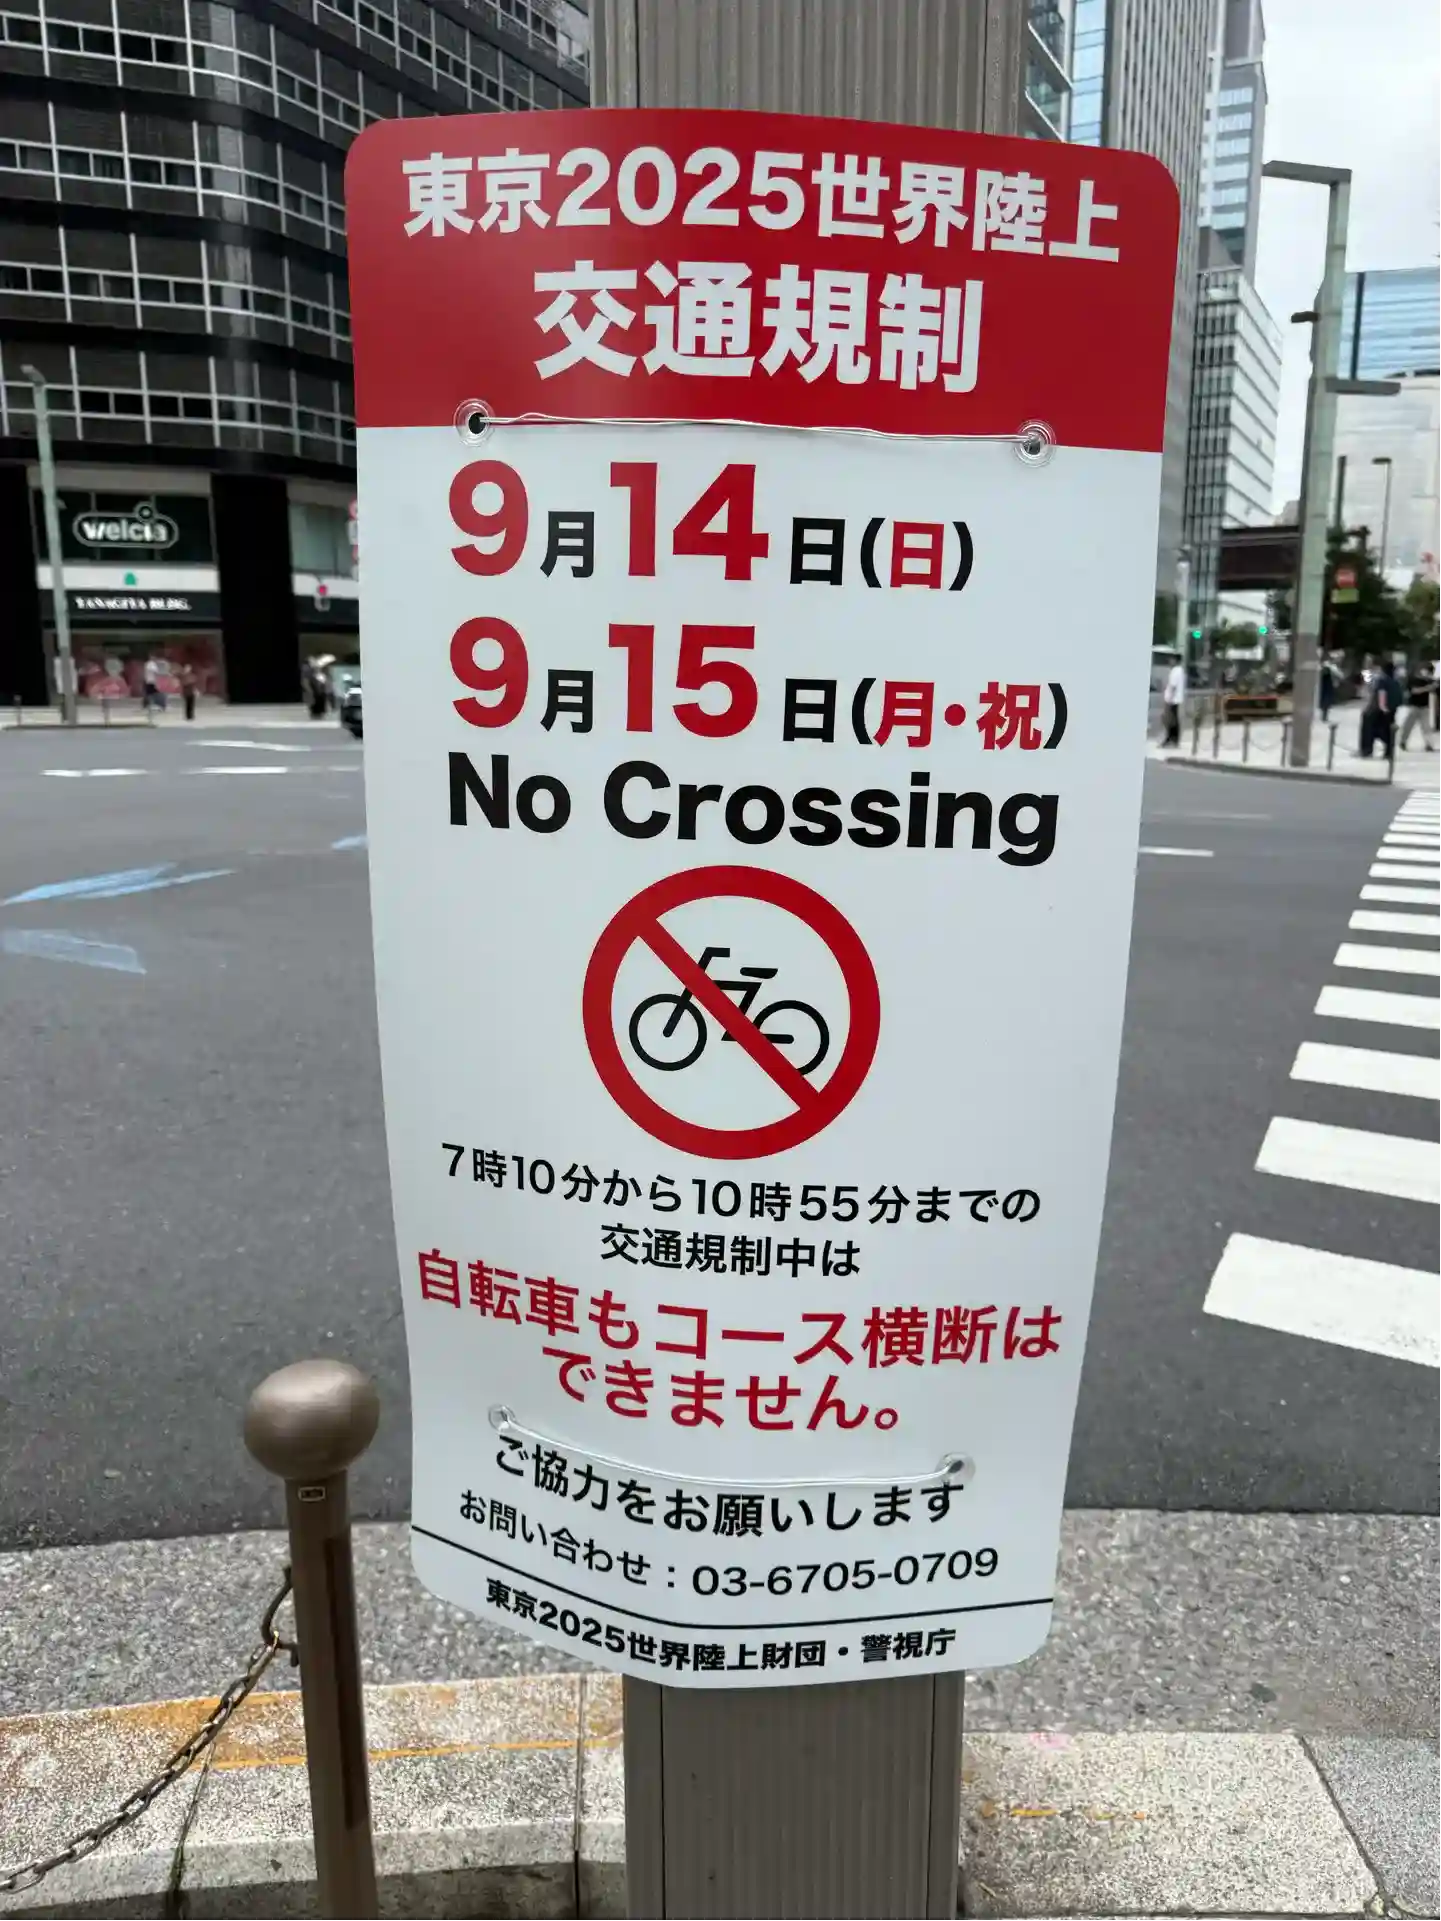 東京2025世界陸上
交通規制
9月14日(日)
9月15日(月・祝)
No Crossing
7時10分から10時55分までの
交通規制中は
自転車もコース横断は
できません。
ご協力をお願いします
お問い合わせ：03-6705-0709
東京2025世界陸上財団・警視庁
welcia
YANAGIYA BLDG.